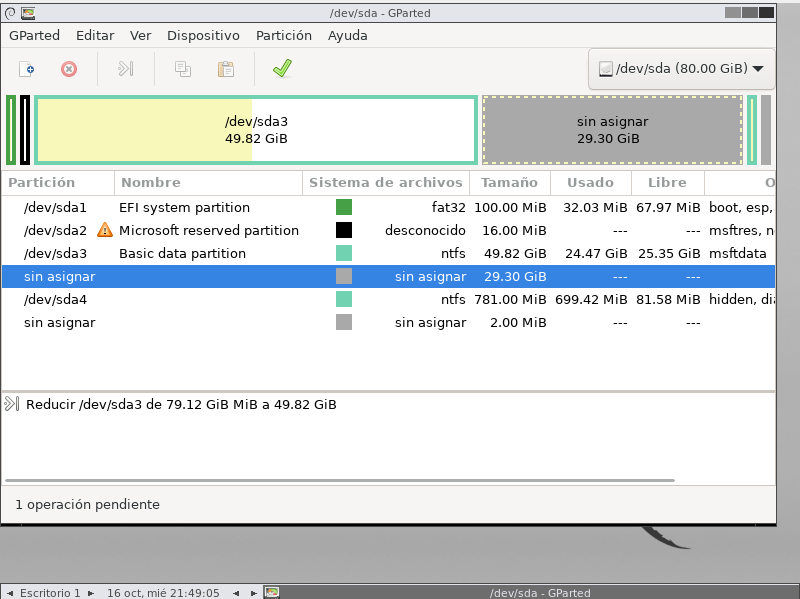 /dev/sda - GParted
GParted Editar Ver Dispositivo Partición Ayuda
/dev/sda (80.00 GiB)
/dev/sda3
49.82 GiB
sin asignar
29.30 GiB
Partición Nombre Sistema de archivos Tamaño Usado Libre O
/dev/sda1 EFI system partition fat32 100.00 MiB 32.03 MiB 67.97 MiB boot, esp,
/dev/sda2 Microsoft reserved partition desconocido 16.00 MiB --- --- msftres, n
/dev/sda3 Basic data partition ntfs 49.82 GiB 24.47 GiB 25.35 GiB msftdata
sin asignar sin asignar 29.30 GiB --- ---
/dev/sda4 ntfs 781.00 MiB 699.42 MiB 81.58 MiB hidden, dia
sin asignar sin asignar 2.00 MiB --- ---
Reducir /dev/sda3 de 79.12 GiB MiB a 49.82 GiB
1 operación pendiente
Escritorio 1 16 oct, mié 21:49:05 /dev/sda - GParted